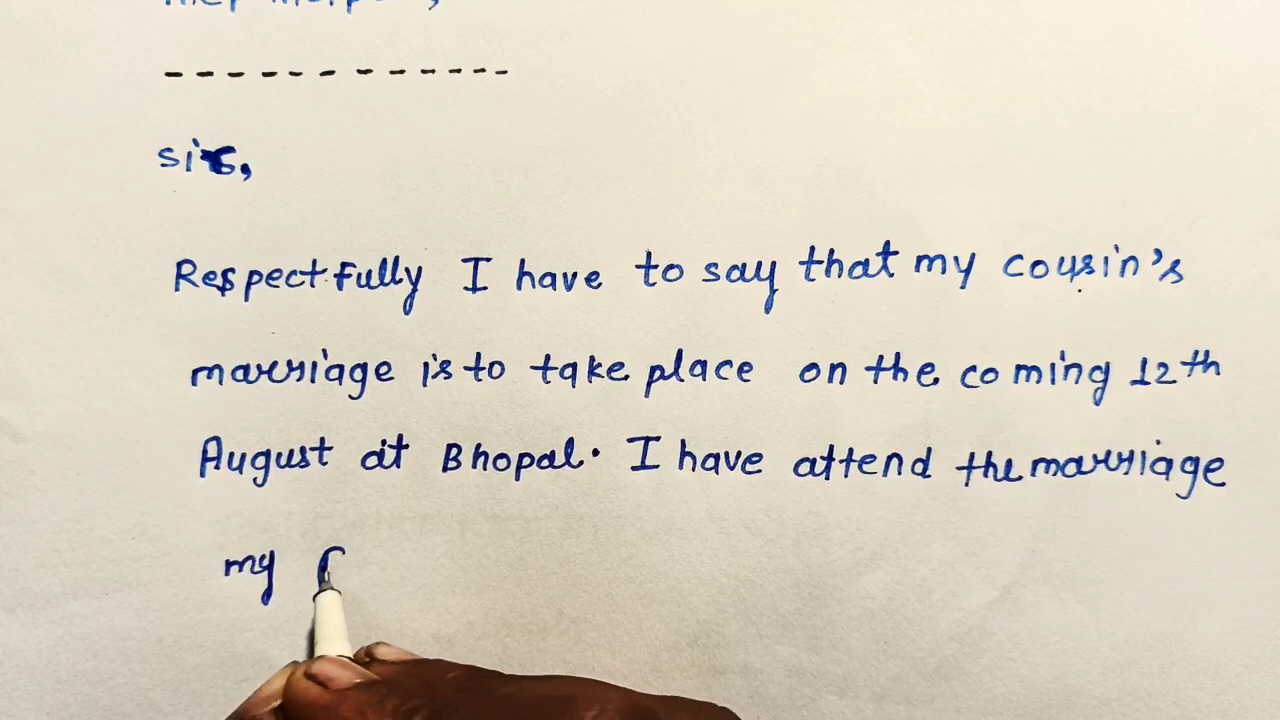 sir,
Respectfully I have to say that my cousin's
marriage is to take place on the coming 12th
August at Bhopal. I have attend the marriage
my